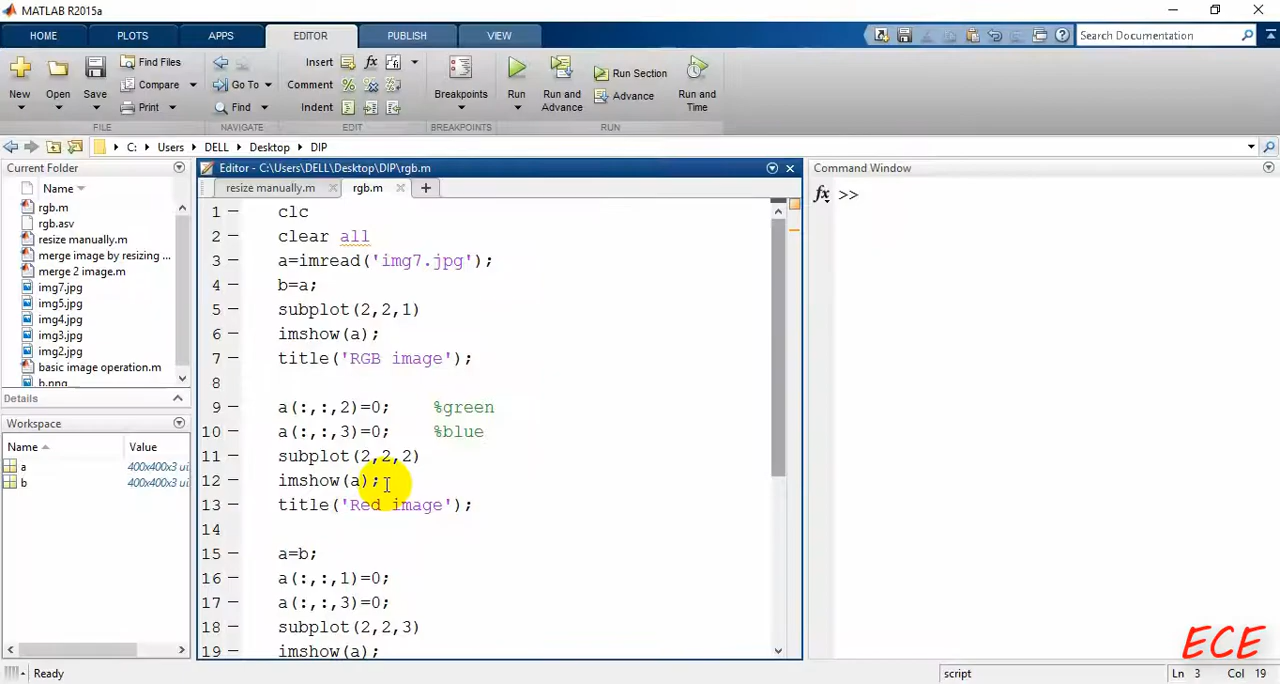 MATLAB R2015a
HOME PLOTS APPS EDITOR PUBLISH VIEW Search Documentation
New Open Save Find Files Compare Print
Go To Find
Insert fx
Comment
Indent
Breakpoints
Run Run and Advance Run Section Advance Run and Time
FILE NAVIGATE EDIT BREAKPOINTS RUN
C: Users DELL Desktop DIP
Current Folder
Name
rgb.m
rgb.asv
resize manually.m
merge image by resizing ...
merge 2 image.m
img7.jpg
img5.jpg
img4.jpg
img3.jpg
img2.jpg
basic image operation.m
b.png
Details
Workspace
Name Value
a 400x400x3 ui
b 400x400x3 ui
Editor - C:\Users\DELL\Desktop\DIP\rgb.m
resize manually.m rgb.m
1 clc
2 clear all
3 a=imread('img7.jpg');
4 b=a;
5 subplot(2,2,1)
6 imshow(a);
7 title('RGB image');
8
9 a(:,:,2)=0; %green
10 a(:,:,3)=0; %blue
11 subplot(2,2,2)
12 imshow(a);
13 title('Red image');
14
15 a=b;
16 a(:,:,1)=0;
17 a(:,:,3)=0;
18 subplot(2,2,3)
19 imshow(a);
Command Window
fx >>
ECE
Ready script Ln 3 Col 19